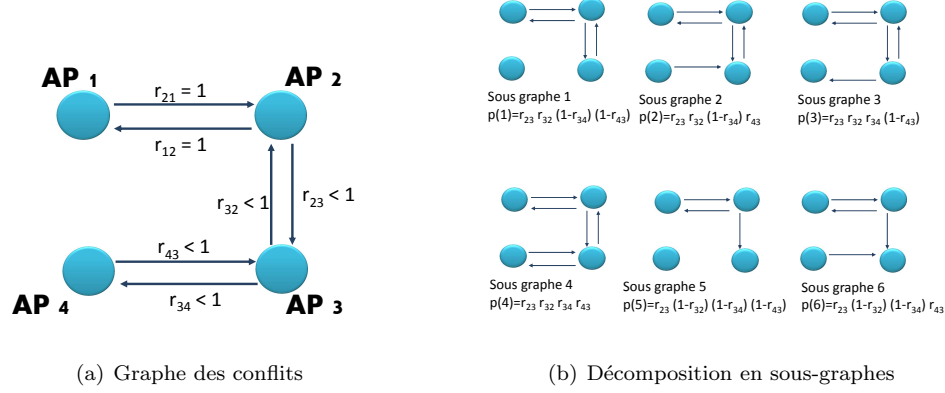 AP 1
AP 2
r21 = 1
r12 = 1
r32 < 1
r23 < 1
r43 < 1
r34 < 1
AP 4
AP 3
(a) Graphe des conflits
Sous graphe 1
p(1)=r23 r32 (1-r34) (1-r43)
Sous graphe 2
p(2)=r23 r32 (1-r34) r43
Sous graphe 3
p(3)=r23 r32 r34 (1-r43)
Sous graphe 4
p(4)=r23 r32 r34 r43
Sous graphe 5
p(5)=r23 (1-r32) (1-r34) (1-r43)
Sous graphe 6
p(6)=r23 (1-r32) (1-r34) r43
(b) Décomposition en sous-graphes